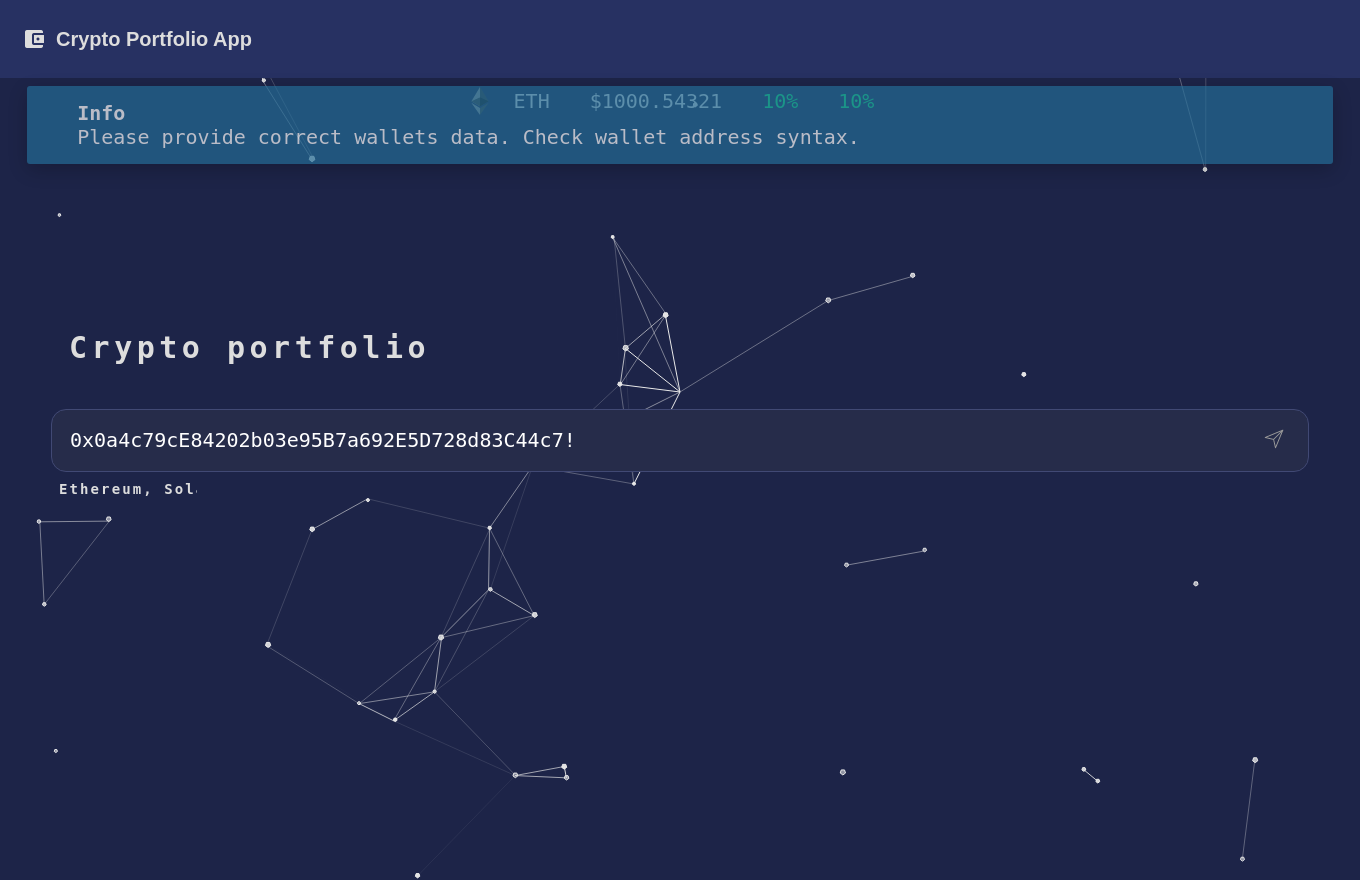 Crypto Portfolio App
ETH $1000.54321 10% 10%
Info
Please provide correct wallets data. Check wallet address syntax.
Crypto portfolio
0x0a4c79cE84202b03e95B7a692E5D728d83C44c7!
Ethereum, Sol